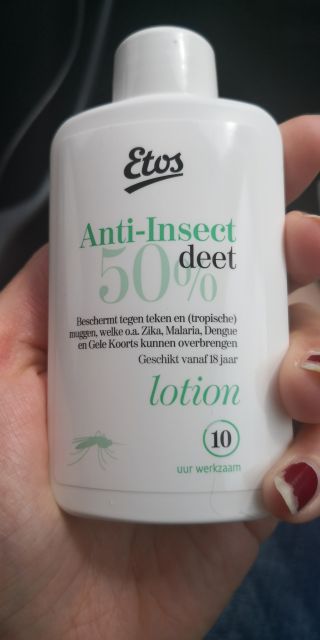 Etos
Anti-Insect
deet
50%
Beschermt tegen teken en (tropische)
muggen, welke o.a. Zika, Malaria, Dengue
en Gele Koorts kunnen overbrengen
Geschikt vanaf 18 jaar
lotion
10
uur werkzaam